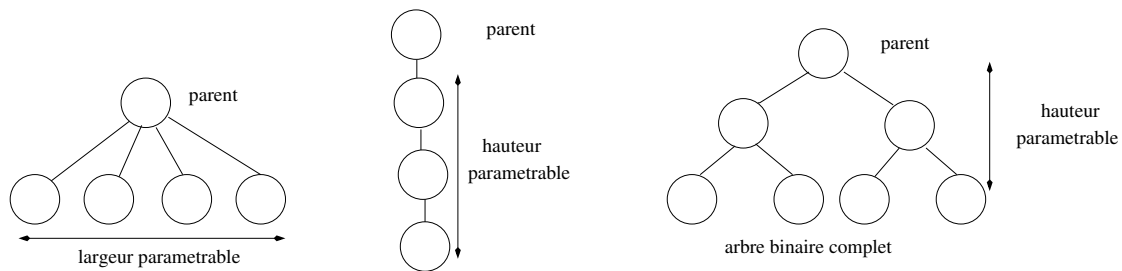 parent
largeur parametrable
parent
hauteur
parametrable
parent
hauteur
parametrable
arbre binaire complet